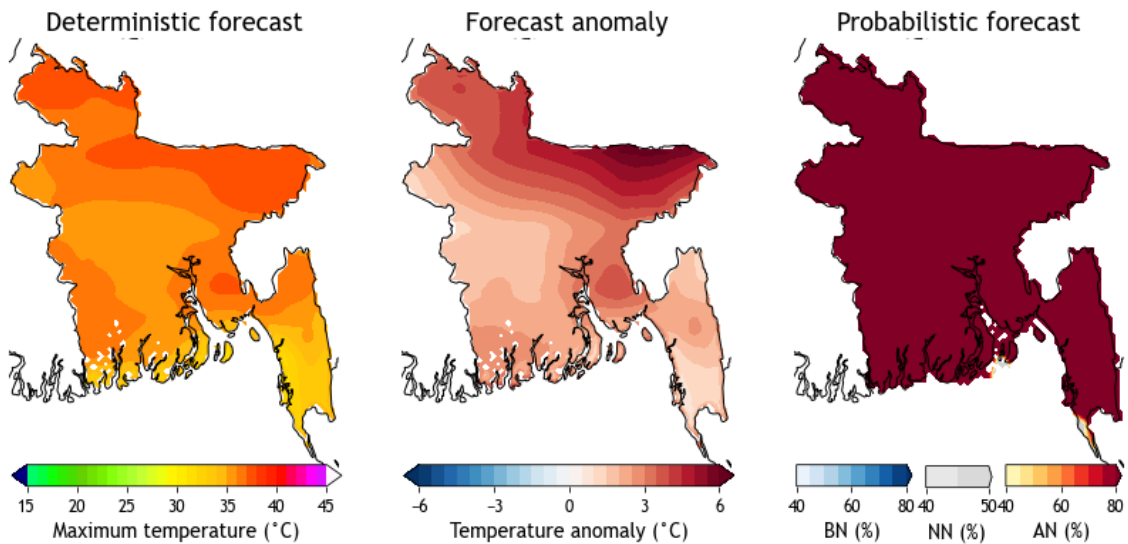 Deterministic forecast
Forecast anomaly
Probabilistic forecast
15 20 25 30 35 40 45
Maximum temperature (˚C)
−6 −3 0 3 6
Temperature anomaly (˚C)
40 60 80
BN (%)
40 50
NN (%)
40 60 80
AN (%)